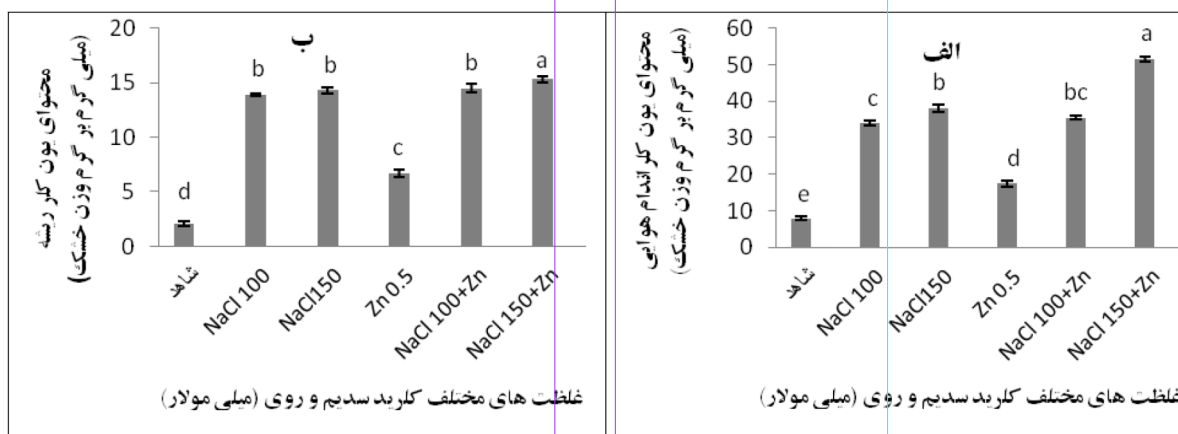 الف
محتوای یون کلر اندام هوایی
(میلی گرم بر گرم وزن خشک)
60
50
40
30
20
10
0
e
c
b
d
bc
a
شاهد
NaCl 100
NaCl150
Zn 0.5
NaCl 100+Zn
NaCl 150+Zn
غلظت های مختلف کلرید سدیم و روی (میلی مولار)
ب
محتوای یون کلر ریشه
(میلی گرم بر گرم وزن خشک)
20
15
10
5
0
d
b
b
c
b
a
شاهد
NaCl 100
NaCl150
Zn 0.5
NaCl 100+Zn
NaCl 150+Zn
غلظت های مختلف کلرید سدیم و روی (میلی مولار)